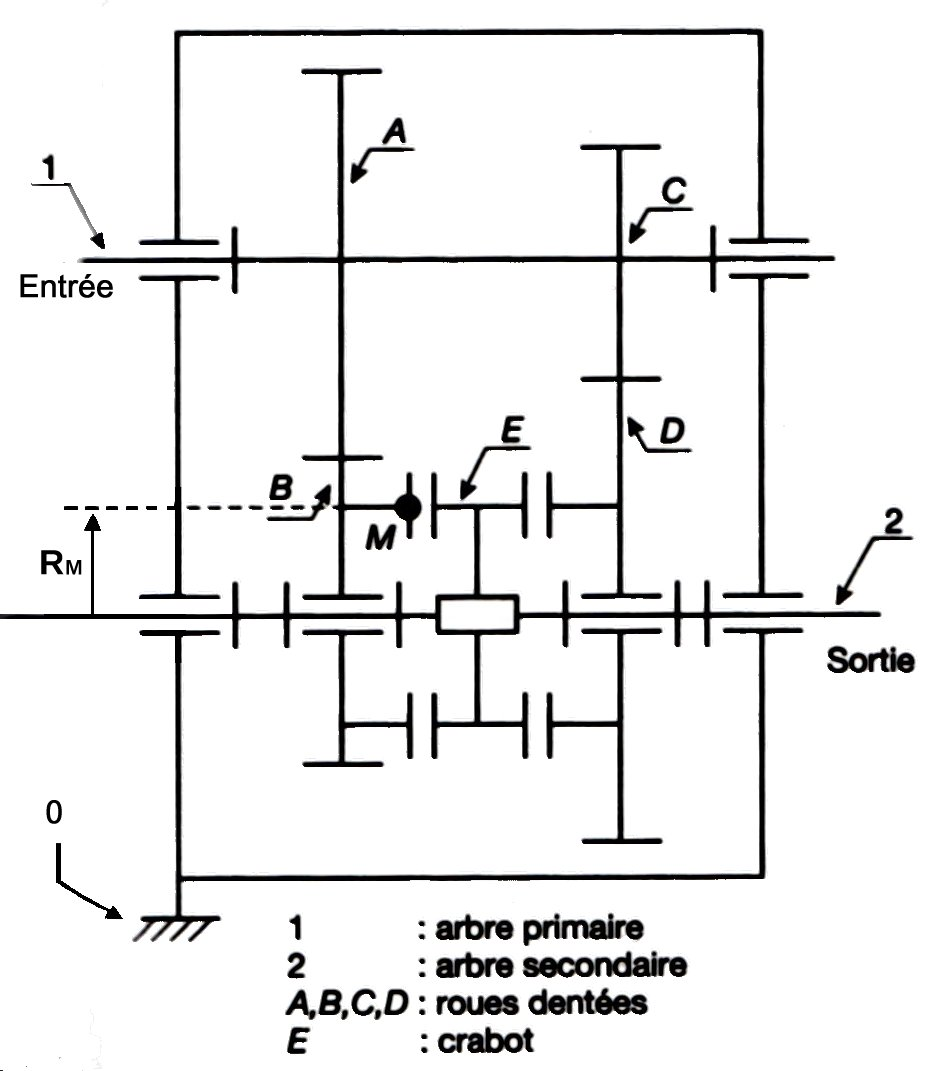 A
1
C
Entrée
E
D
B
M
RM
2
Sortie
0
1 : arbre primaire
2 : arbre secondaire
A,B,C,D : roues dentées
E : crabot